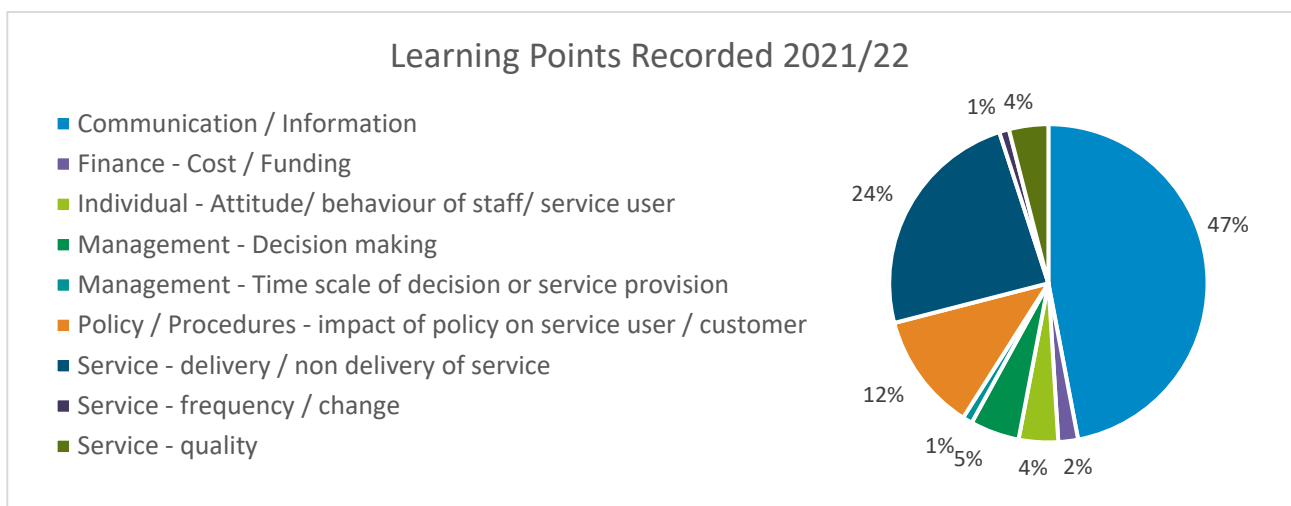 Learning Points Recorded 2021/22
Communication / Information
Finance - Cost / Funding
Individual - Attitude/ behaviour of staff/ service user
Management - Decision making
Management - Time scale of decision or service provision
Policy / Procedures - impact of policy on service user / customer
Service - delivery / non delivery of service
Service - frequency / change
Service - quality
47%
2%
4%
5%
1%
12%
24%
1%
4%